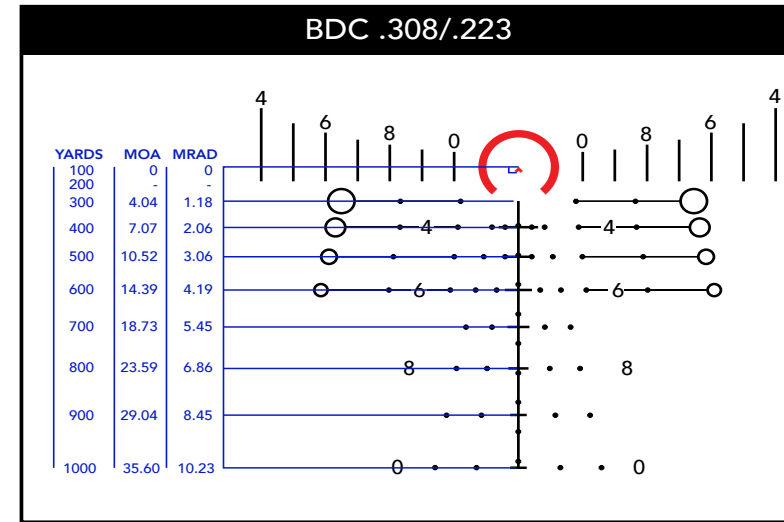 BDC .308/.223
4 6 8 0 0 8 6 4
YARDS MOA MRAD
100 0 0
200 - -
300 4.04 1.18
400 7.07 2.06 4 4
500 10.52 3.06
600 14.39 4.19 6 6
700 18.73 5.45
800 23.59 6.86 8 8
900 29.04 8.45
1000 35.60 10.23 0 0